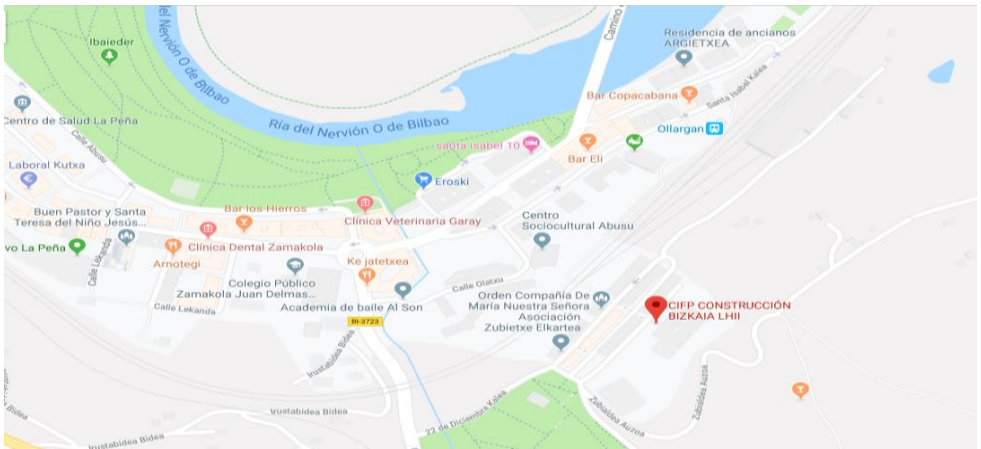 del Nervión O de Bilbao
Ibaieder
Camino
Residencia de ancianos
ARGIETXEA
Centro de Salud La Peña
Bar Copacabana
Santa Isabel Kalea
Ría del Nervión O de Bilbao
Ollargan
Calle Abusu
santa isabel 10
Bar Eli
Laboral Kutxa
Eroski
Buen Pastor y Santa
Teresa del Niño Jesús...
Bar los Hierros
Clínica Veterinaria Garay
Centro
Sociocultural Abusu
vo La Peña
Clínica Dental Zamakola
Calle Lekanda
Arnotegi
Ke jatetxea
Colegio Público
Zamakola Juan Delmas...
Calle Olatxu
Academia de baile Al Son
Calle Lekanda
BI-3723
Orden Compañía De
María Nuestra Señora
Asociación
Zubietxe Elkartea
CIFP CONSTRUCCIÓN
BIZKAIA LHII
Irustabidea Bidea
Zubialdea Auzoa
22 de Diciembre Kalea
Zubialdea Auzoa
Irustabidea Bidea
Bidea
Irustabidea Bidea